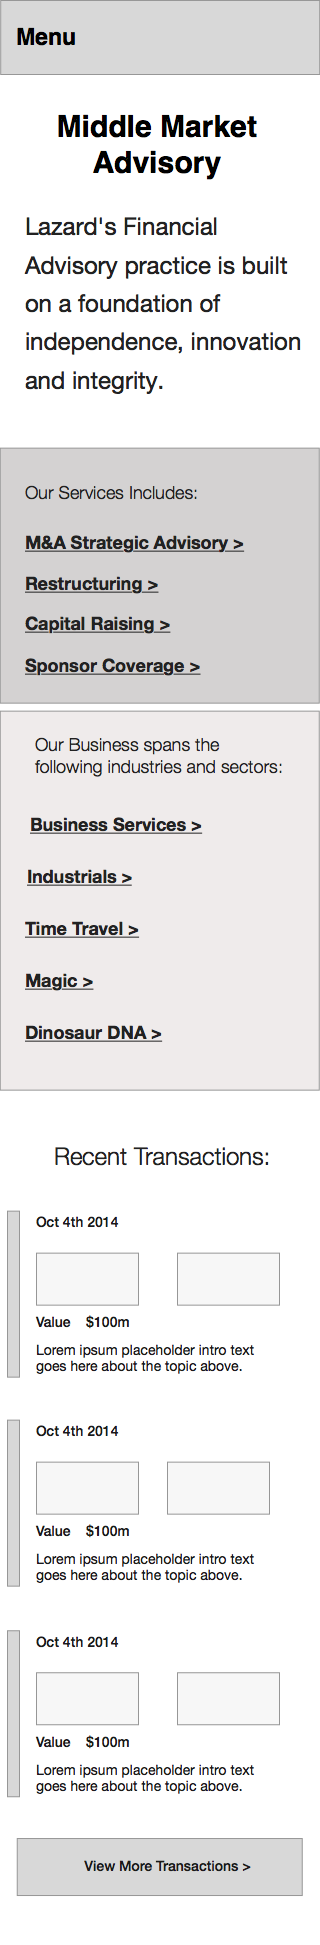 Menu
Middle Market
Advisory
Lazard's Financial
Advisory practice is built
on a foundation of
independence, innovation
and integrity.
Our Services Includes:
M&A Strategic Advisory >
Restructuring >
Capital Raising >
Sponsor Coverage >
Our Business spans the
following industries and sectors:
Business Services >
Industrials >
Time Travel >
Magic >
Dinosaur DNA >
Recent Transactions:
Oct 4th 2014
Value $100m
Lorem ipsum placeholder intro text
goes here about the topic above.
Oct 4th 2014
Value $100m
Lorem ipsum placeholder intro text
goes here about the topic above.
Oct 4th 2014
Value $100m
Lorem ipsum placeholder intro text
goes here about the topic above.
View More Transactions >